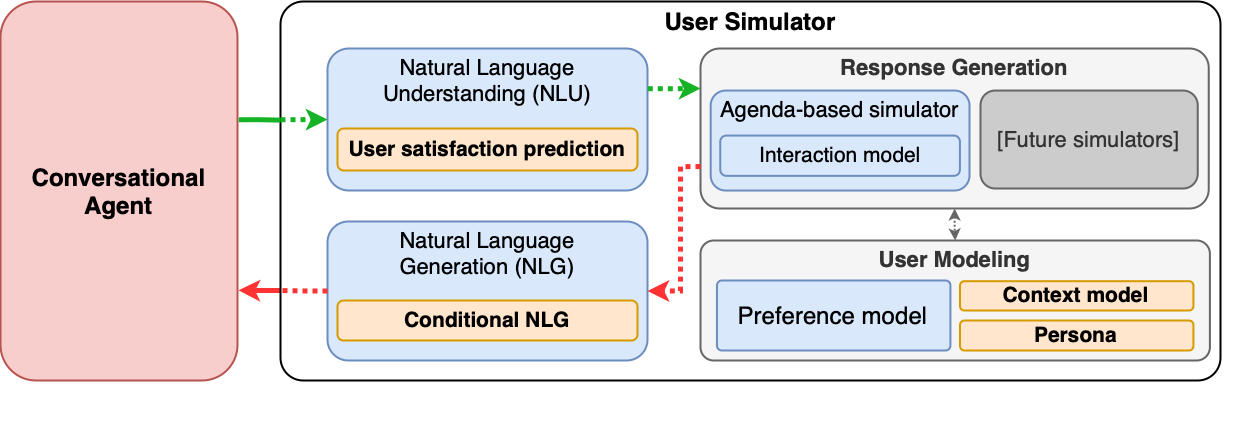 User Simulator
Conversational
Agent
Natural Language
Understanding (NLU)
User satisfaction prediction
Natural Language
Generation (NLG)
Conditional NLG
Response Generation
Agenda-based simulator
Interaction model
[Future simulators]
User Modeling
Preference model
Context model
Persona